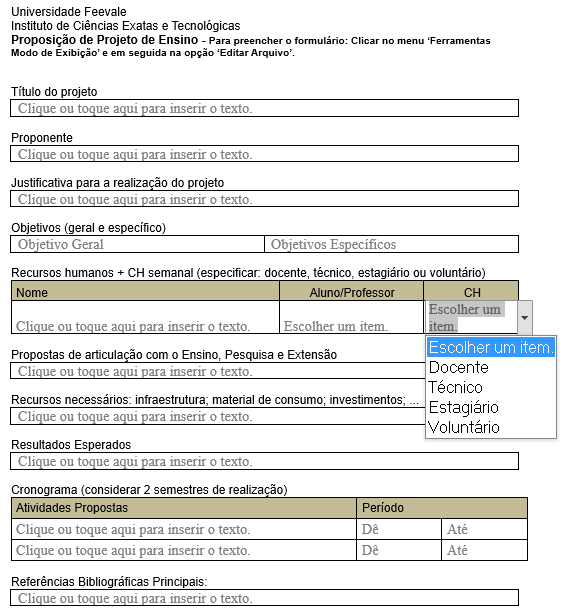 Universidade Feevale
Instituto de Ciências Exatas e Tecnológicas
Proposição de Projeto de Ensino - Para preencher o formulário: Clicar no menu ‘Ferramentas
Modo de Exibição’ e em seguida na opção ‘Editar Arquivo’.
Título do projeto
Clique ou toque aqui para inserir o texto.
Proponente
Clique ou toque aqui para inserir o texto.
Justificativa para a realização do projeto
Clique ou toque aqui para inserir o texto.
Objetivos (geral e específico)
Objetivo Geral Objetivos Específicos
Recursos humanos + CH semanal (especificar: docente, técnico, estagiário ou voluntário)
Nome Aluno/Professor CH
Clique ou toque aqui para inserir o texto. Escolher um item. Escolher um
item.
Escolher um item.
Docente
Técnico
Estagiário
Voluntário
Propostas de articulação com o Ensino, Pesquisa e Extensão
Clique ou toque aqui para inserir o texto.
Recursos necessários: infraestrutura; material de consumo; investimentos; ...
Clique ou toque aqui para inserir o texto.
Resultados Esperados
Clique ou toque aqui para inserir o texto.
Cronograma (considerar 2 semestres de realização)
Atividades Propostas Período
Clique ou toque aqui para inserir o texto. Dê Até
Clique ou toque aqui para inserir o texto. Dê Até
Referências Bibliográficas Principais:
Clique ou toque aqui para inserir o texto.